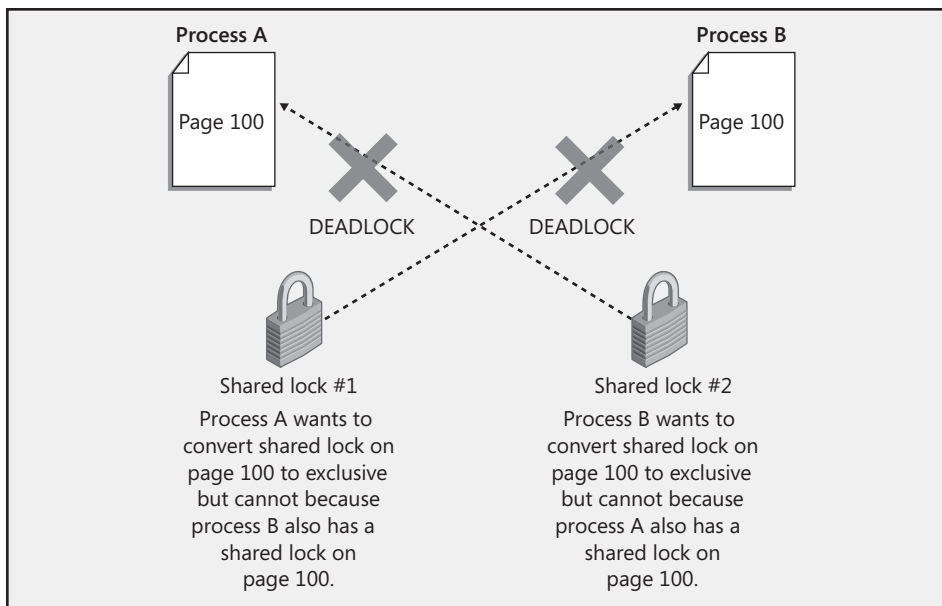 Process A
Process B
Page 100
Page 100
DEADLOCK
DEADLOCK
Shared lock #1
Process A wants to
convert shared lock on
page 100 to exclusive
but cannot because
process B also has a
shared lock on
page 100.
Shared lock #2
Process B wants to
convert shared lock on
page 100 to exclusive
but cannot because
process A also has a
shared lock on
page 100.